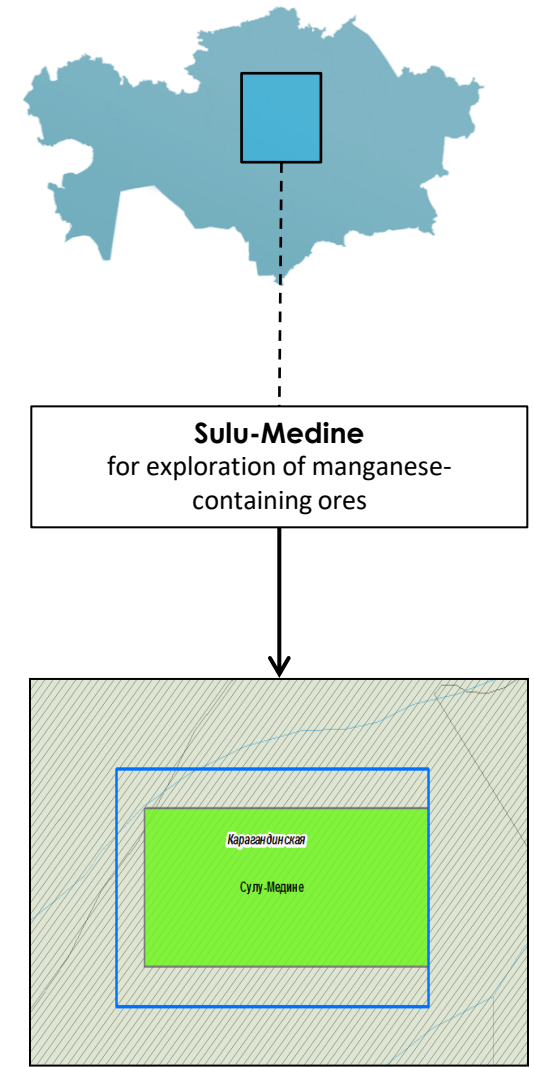 Sulu-Medine
for exploration of manganese-
containing ores
Карагандинская
Сулу-Медине